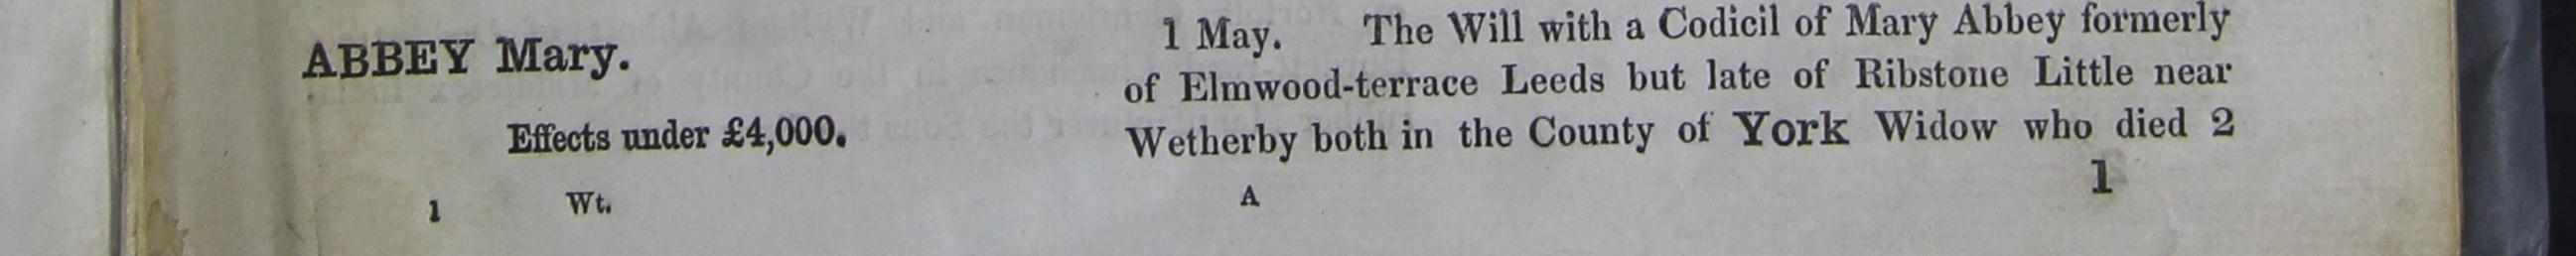 ABBEY Mary.
Effects under £4,000.
1 May. The Will with a Codicil of Mary Abbey formerly
of Elmwood-terrace Leeds but late of Ribstone Little near
Wetherby both in the County of York Widow who died 2
1
1 Wt. A